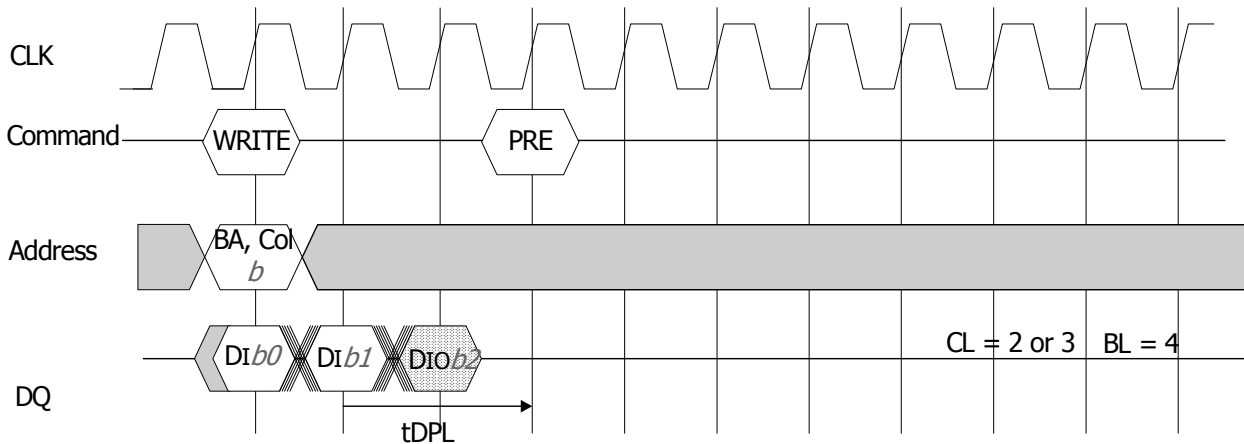 CLK
Command
WRITE
PRE
Address
BA, Col
b
DIb0
DIb1
DIOb2
CL = 2 or 3
BL = 4
DQ
tDPL